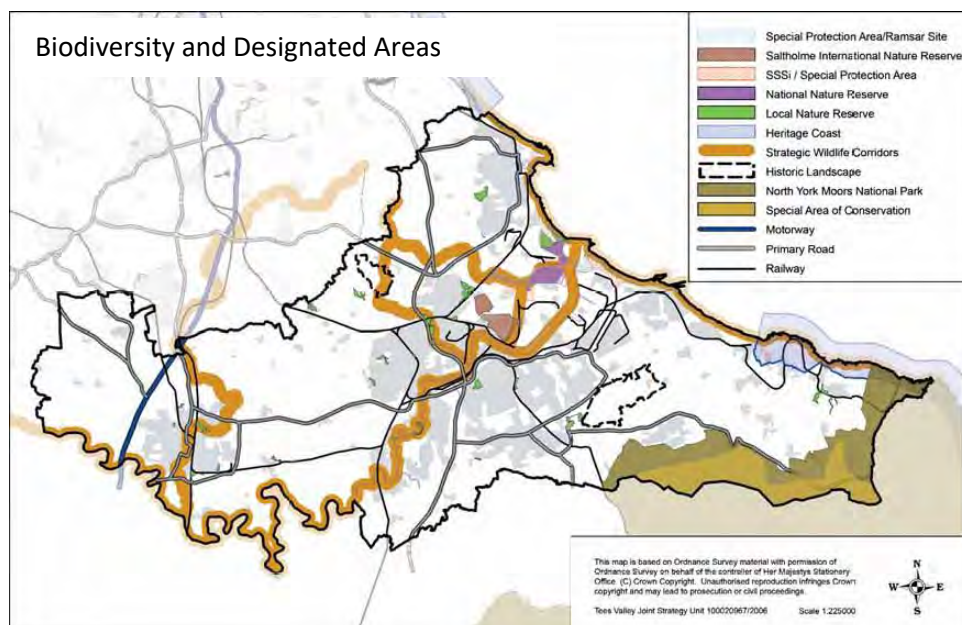 Biodiversity and Designated Areas
Special Protection Area/Ramsar Site
Saltholme International Nature Reserve
SSSi / Special Protection Area
National Nature Reserve
Local Nature Reserve
Heritage Coast
Strategic Wildlife Corridors
Historic Landscape
North York Moors National Park
Special Area of Conservation
Motorway
Primary Road
Railway
This map is based on Ordnance Survey material with permission of
Ordnance Survey on behalf of the controller of Her Majestys Stationery
Office. (C) Crown Copyright. Unauthorised reproduction infringes Crown
copyright and may lead to prosecution or civil proceedings.
Tees Valley Joint Strategy Unit 100020967/2006 Scale 1:225000
N
W E
S